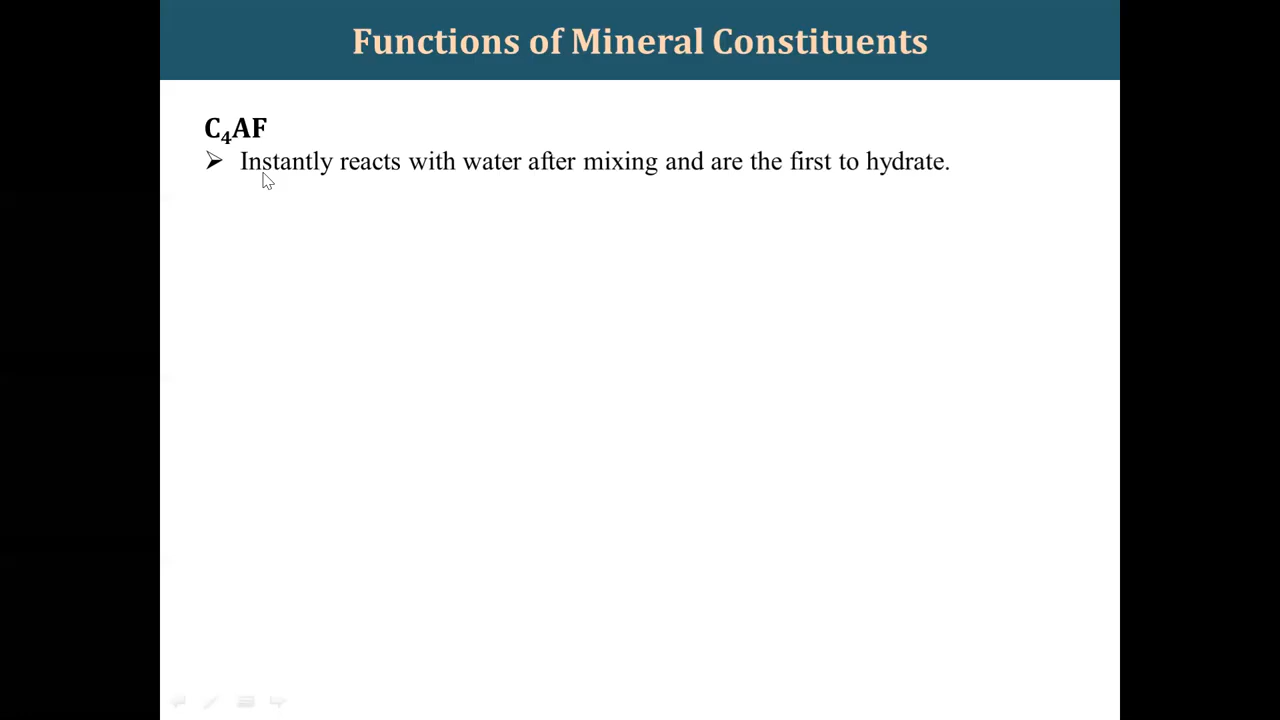 Functions of Mineral Constituents
C₄AF
➢ Instantly reacts with water after mixing and are the first to hydrate.